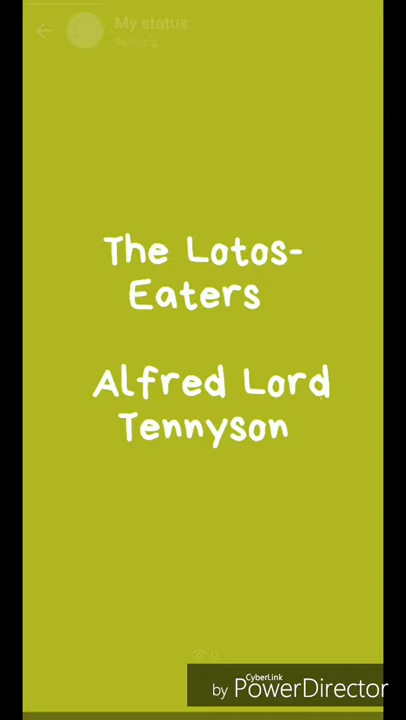 My status
The Lotos-
Eaters
Alfred Lord
Tennyson
CyberLink
by PowerDirector